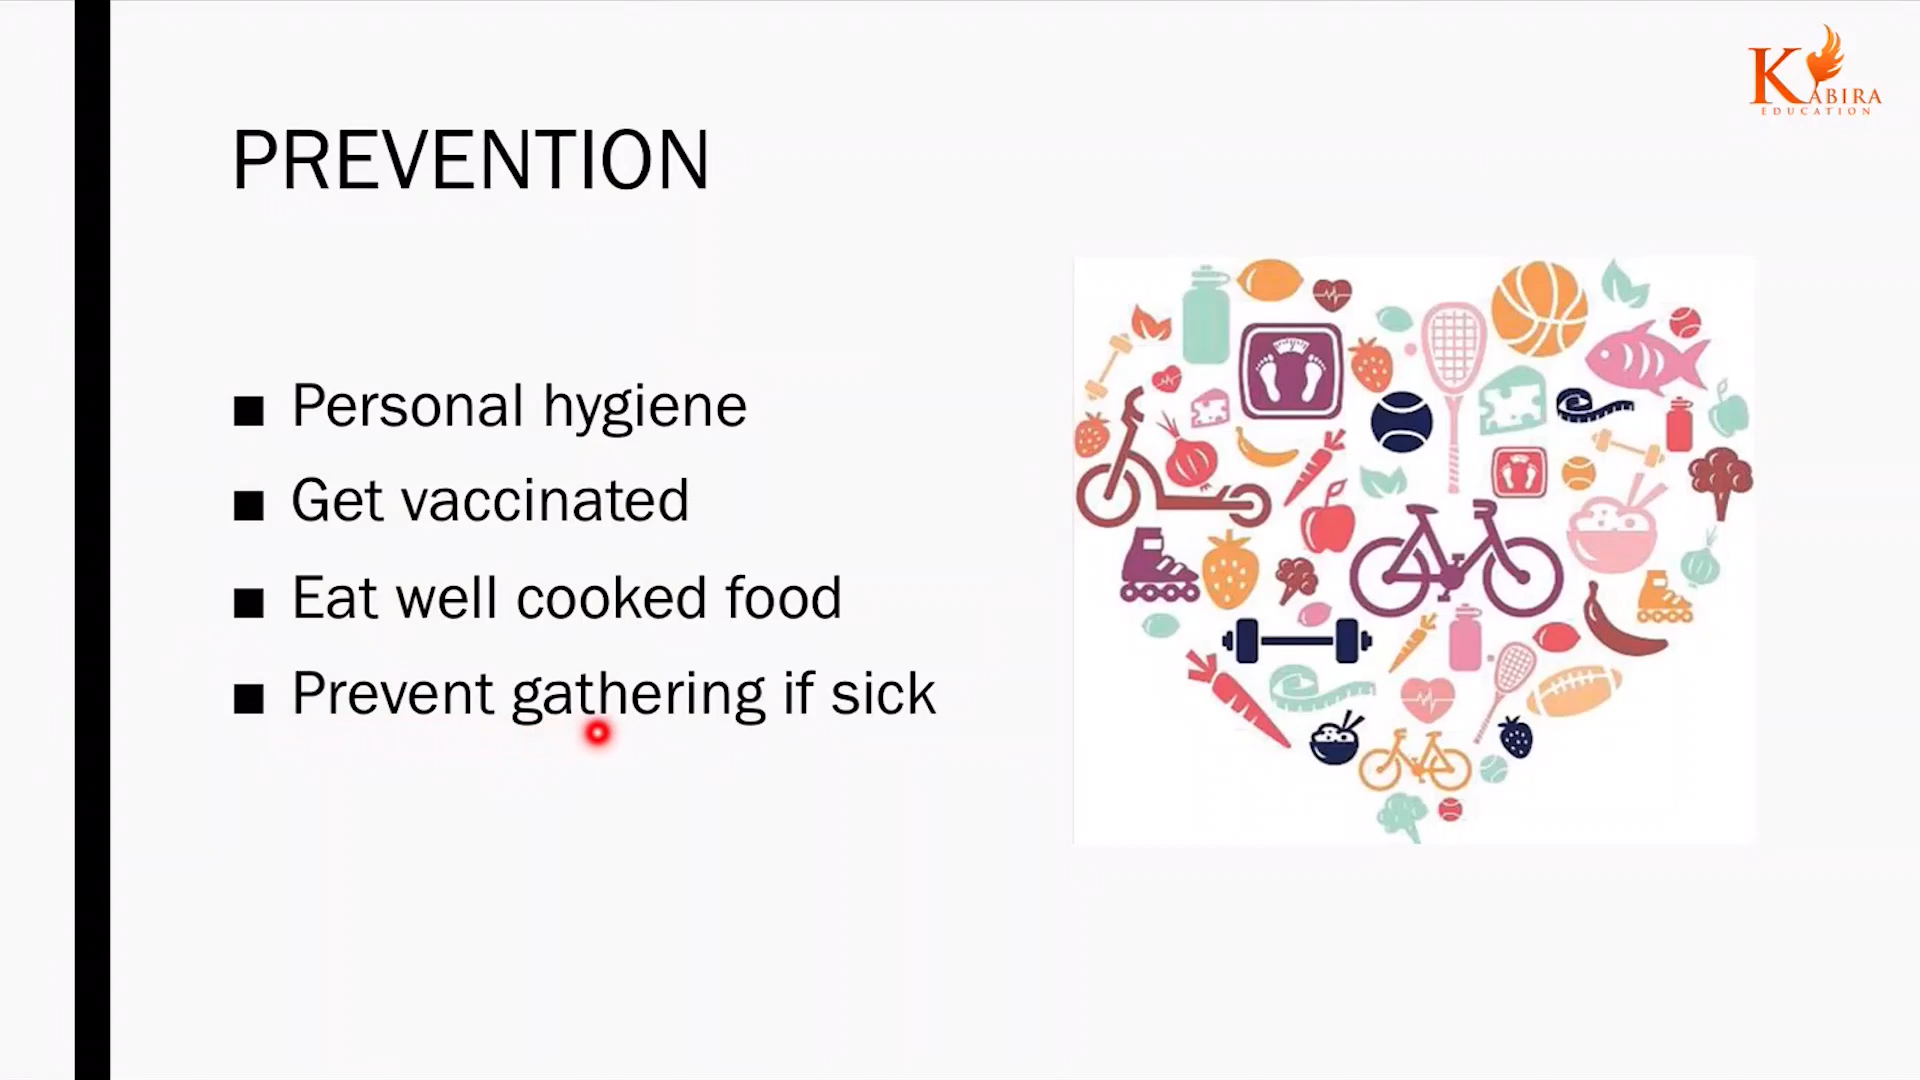 KABIRA
EDUCATION
PREVENTION
■ Personal hygiene
■ Get vaccinated
■ Eat well cooked food
■ Prevent gathering if sick